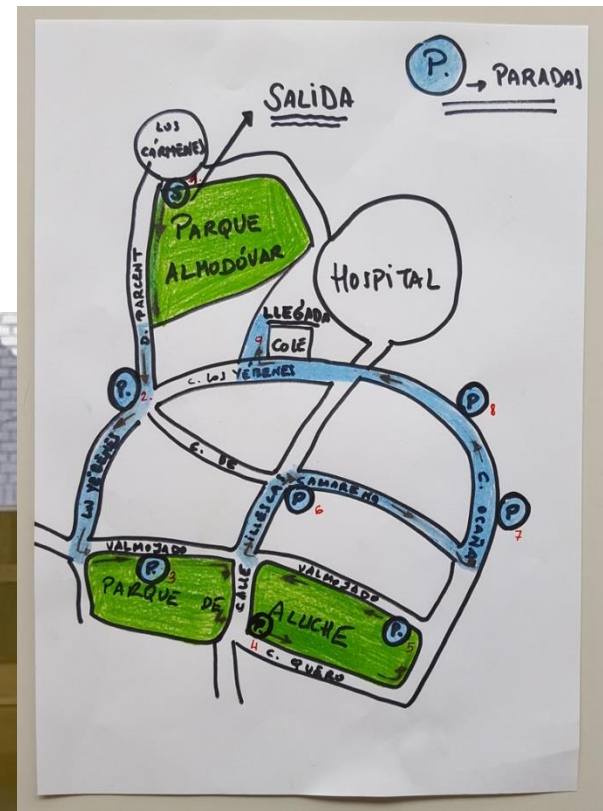 P. → PARADAS
SALIDA
LOS
CÁRMENES
S 1.
PARQUE
ALMODÓVAR
D. PARCENT
HOSPITAL
LLEGADA
9
COLE
P. 2.
C. LOS YÉBENES
P 8
LOS YÉBENES
C. DE CAMARENA
P 6
C. OCAÑA
P 7
CALLE ILLESCAS
VALMOJADO
P. 3
PARQUE DE
VALMOJADO
ALUCHE
P 4
P. 5
C. QUERO